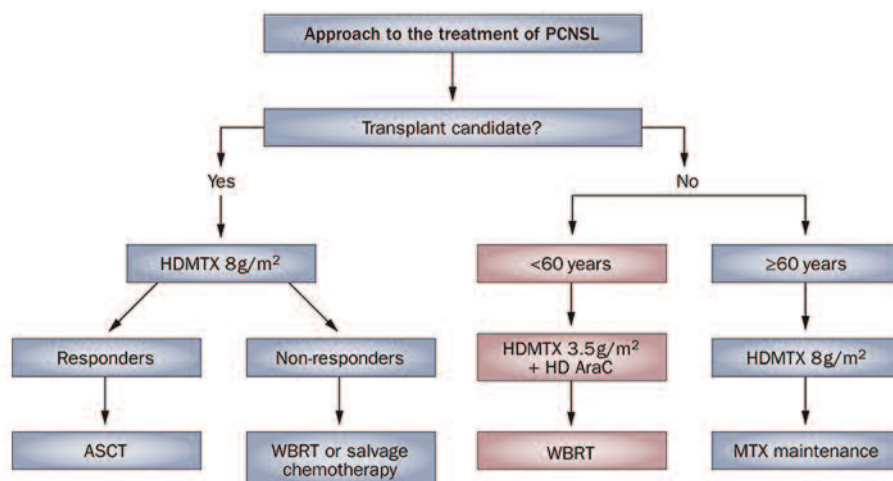 Approach to the treatment of PCNSL
Transplant candidate?
Yes
No
HDMTX 8g/m²
<60 years
≥60 years
Responders
Non-responders
HDMTX 3.5g/m²
+ HD AraC
HDMTX 8g/m²
ASCT
WBRT or salvage
chemotherapy
WBRT
MTX maintenance